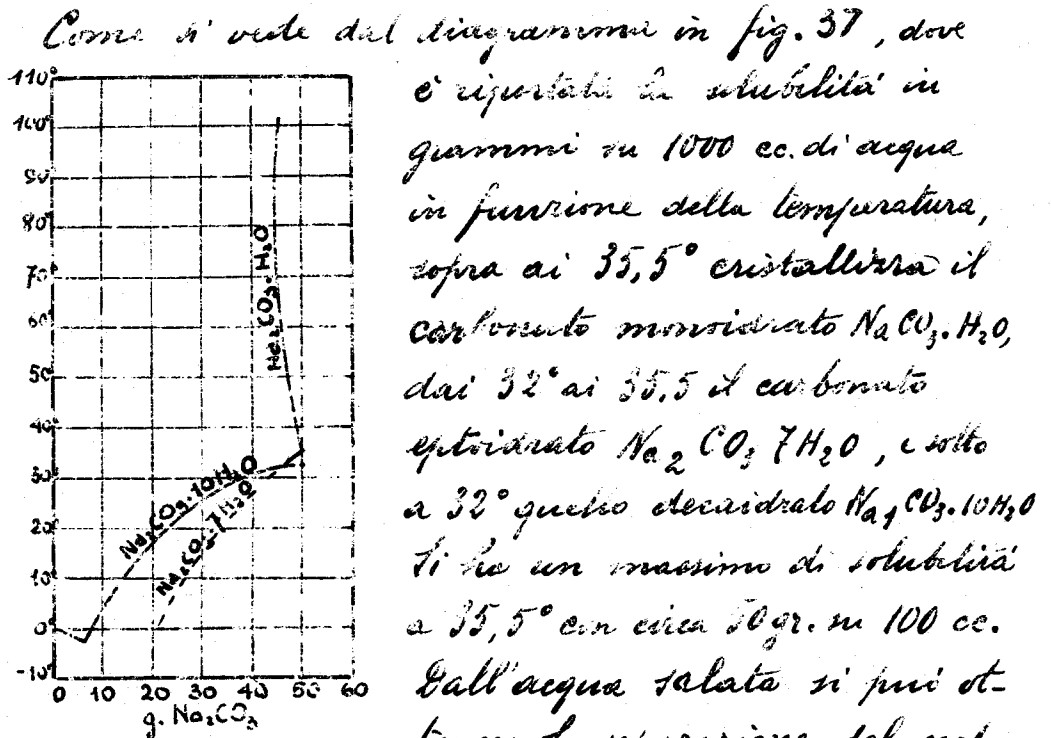 Come si vede dal diagramma in fig. 37, dove
è riportata la solubilità in
grammi su 1000 cc. di acqua
in funzione della temperatura,
sopra ai 35,5° cristallizza il
carbonato monoidrato NaCO₃.H₂O,
dai 32° ai 35.5 il carbonato
eptoidrato Na₂CO₃ 7H₂O, e sotto
a 32° quello decaidrato CO₃.10H₂O
Si ha un massimo di solubilità
a 35,5° con circa 50 gr. su 100 cc.
Dall'acqua salata si può ot-
del
110°
100°
90°
80°
70°
60°
50°
40°
30°
20°
10°
0°
-10°
0 10 20 30 40 50 60
g. Na₂CO₃
Na₂CO₃·H₂O
Na₂CO₃·10H₂O
Na₂CO₃·7H₂O